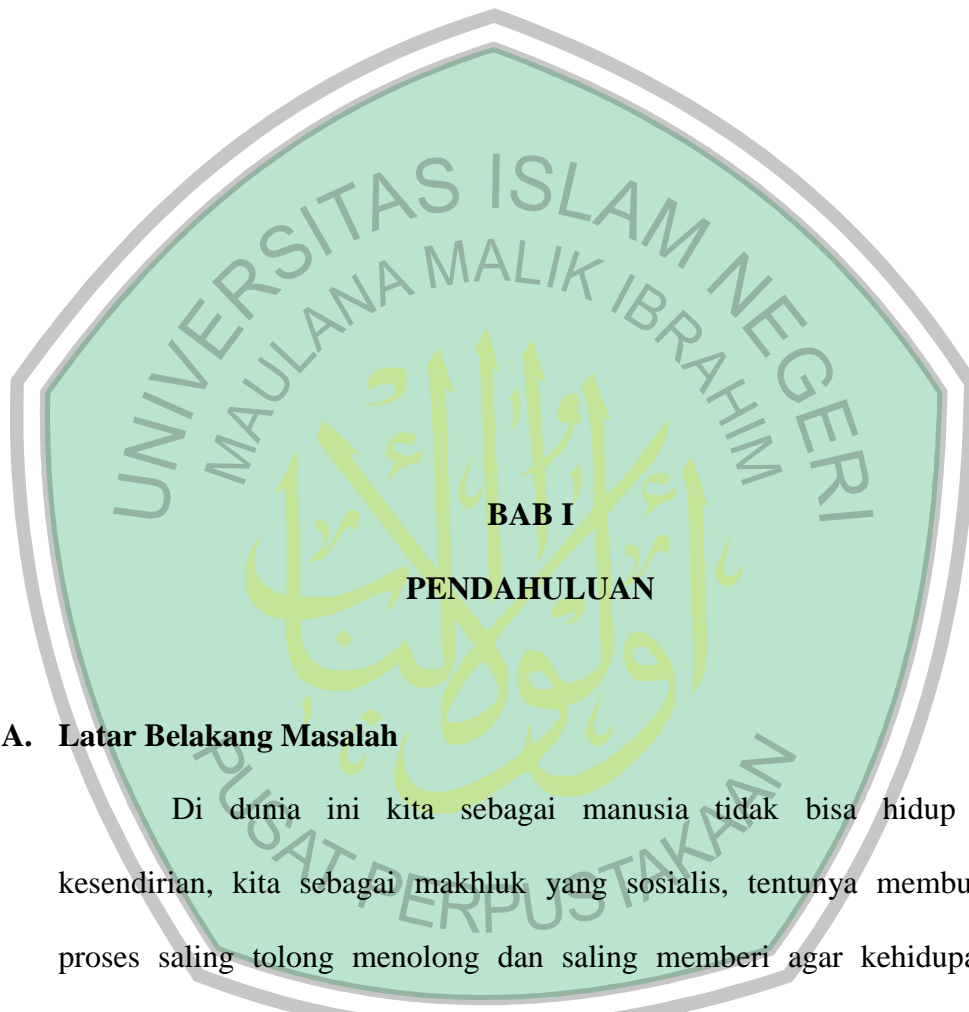 UNIVERSITAS ISLAM NEGERI
MAULANA MALIK IBRAHIM
BAB I
PENDAHULUAN
A. Latar Belakang Masalah
Di dunia ini kita sebagai manusia tidak bisa hidup
kesendirian, kita sebagai makhluk yang sosialis, tentunya membu
proses saling tolong menolong dan saling memberi agar kehidupa
PUSAT PERPUSTAKAAN